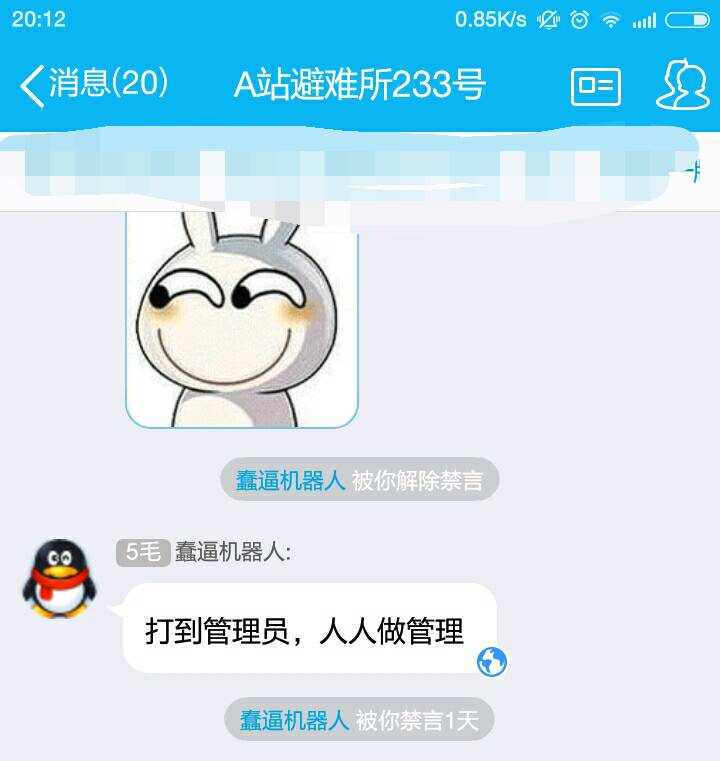 20:12 0.85K/s
消息(20) A站避难所233号
蠢逼机器人 被你解除禁言
5毛 蠢逼机器人:
打到管理员，人人做管理
蠢逼机器人 被你禁言1天